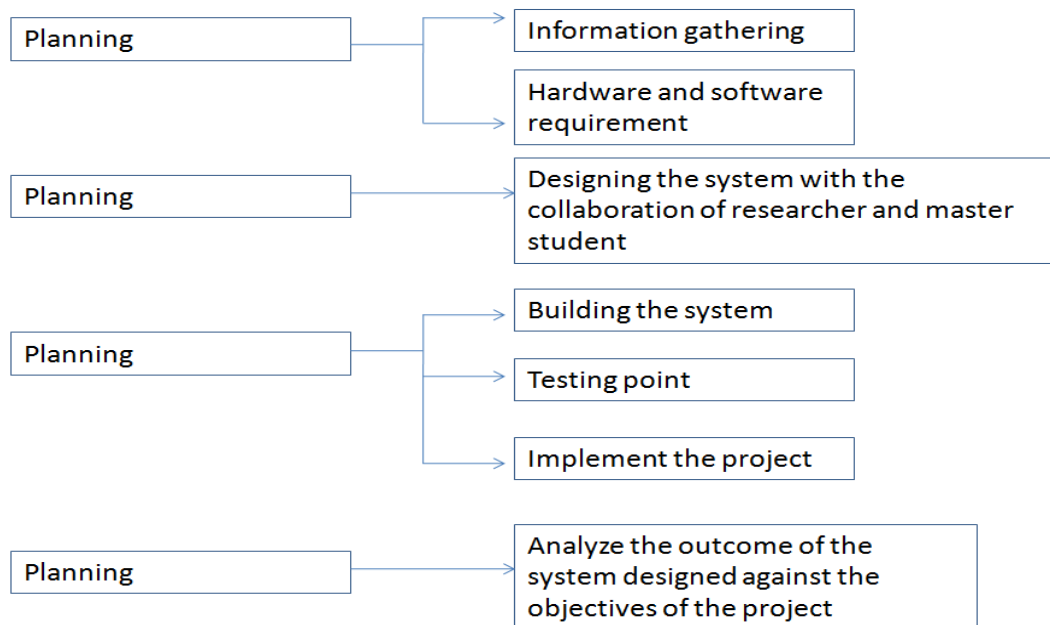 Planning
Information gathering
Hardware and software
requirement
Planning
Designing the system with the
collaboration of researcher and master
student
Planning
Building the system
Testing point
Implement the project
Planning
Analyze the outcome of the
system designed against the
objectives of the project